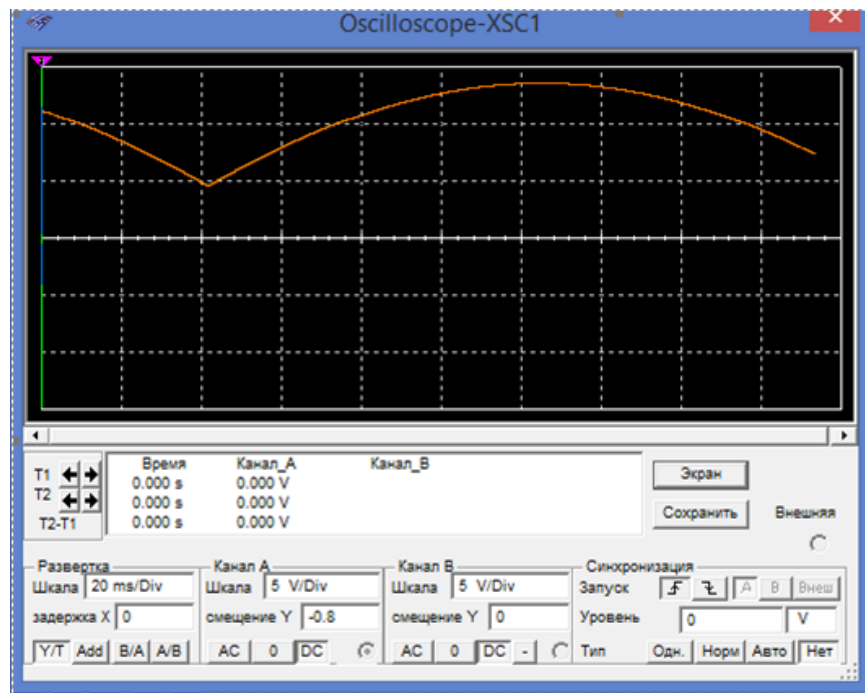 Oscilloscope-XSC1
Время Канал_A Канал_B
T1 0.000 s 0.000 V
T2 0.000 s 0.000 V
T2-T1 0.000 s 0.000 V
Экран
Сохранить
Внешняя
Развертка
Шкала 20 ms/Div
задержка X 0
Y/T Add B/A A/B
Канал A
Шкала 5 V/Div
смещение Y -0.8
AC 0 DC
Канал B
Шкала 5 V/Div
смещение Y 0
AC 0 DC -
Синхронизация
Запуск A B Внеш
Уровень 0 V
Тип Одн. Норм Авто Нет